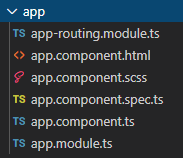 app
TS app-routing.module.ts
<> app.component.html
app.component.scss
TS app.component.spec.ts
TS app.component.ts
TS app.module.ts